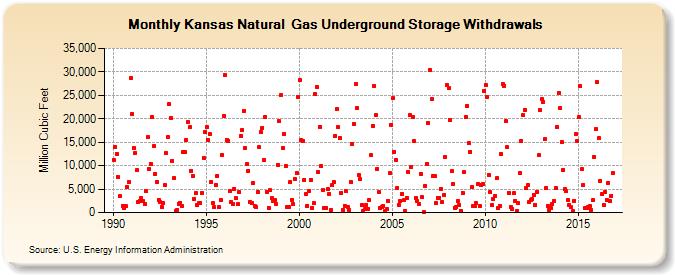 Monthly Kansas Natural Gas Underground Storage Withdrawals
Million Cubic Feet
35,000
30,000
25,000
20,000
15,000
10,000
5,000
0
1990 1995 2000 2005 2010 2015
Source: U.S. Energy Information Administration